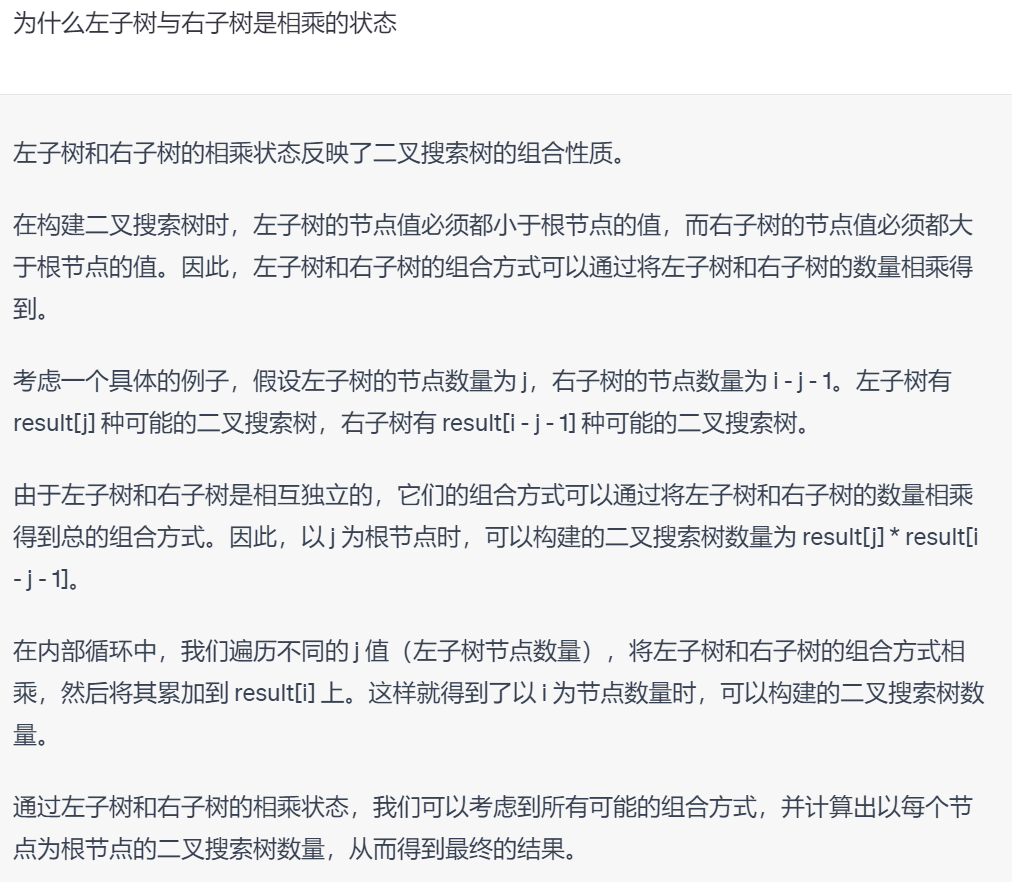 为什么左子树与右子树是相乘的状态
左子树和右子树的相乘状态反映了二叉搜索树的组合性质。
在构建二叉搜索树时，左子树的节点值必须都小于根节点的值，而右子树的节点值必须都大
于根节点的值。因此，左子树和右子树的组合方式可以通过将左子树和右子树的数量相乘得
到。
考虑一个具体的例子，假设左子树的节点数量为 j，右子树的节点数量为 i - j - 1。左子树有
result[j] 种可能的二叉搜索树，右子树有 result[i - j - 1] 种可能的二叉搜索树。
由于左子树和右子树是相互独立的，它们的组合方式可以通过将左子树和右子树的数量相乘
得到总的组合方式。因此，以 j 为根节点时，可以构建的二叉搜索树数量为 result[j] * result[i
- j - 1]。
在内部循环中，我们遍历不同的 j 值（左子树节点数量），将左子树和右子树的组合方式相
乘，然后将其累加到 result[i] 上。这样就得到了以 i 为节点数量时，可以构建的二叉搜索树数
量。
通过左子树和右子树的相乘状态，我们可以考虑到所有可能的组合方式，并计算出以每个节
点为根节点的二叉搜索树数量，从而得到最终的结果。